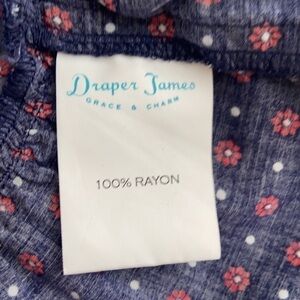 Draper James
GRACE & CHARM
100% RAYON